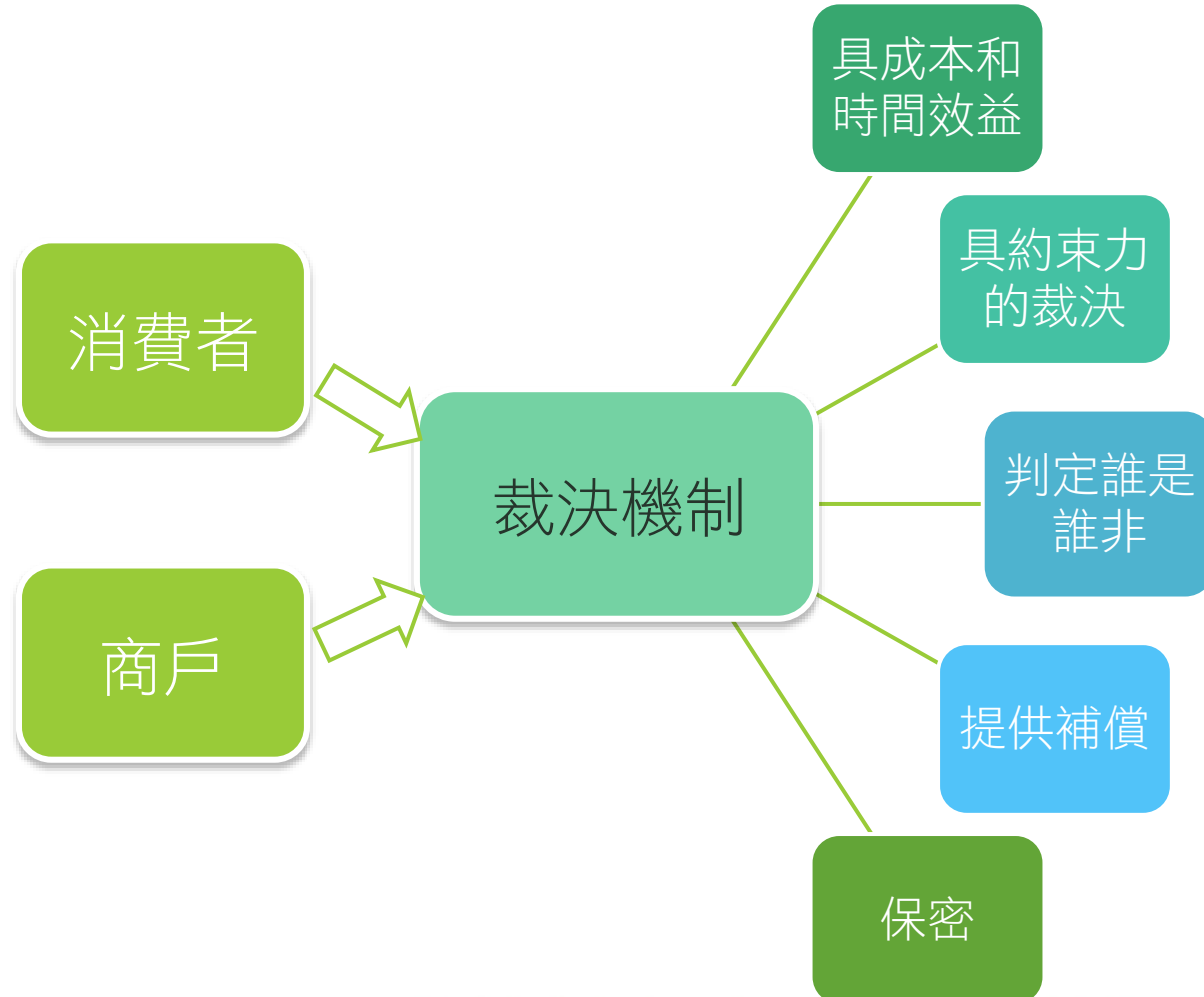 消費者
商戶
裁決機制
具成本和
時間效益
具約束力
的裁決
判定誰是
誰非
提供補償
保密